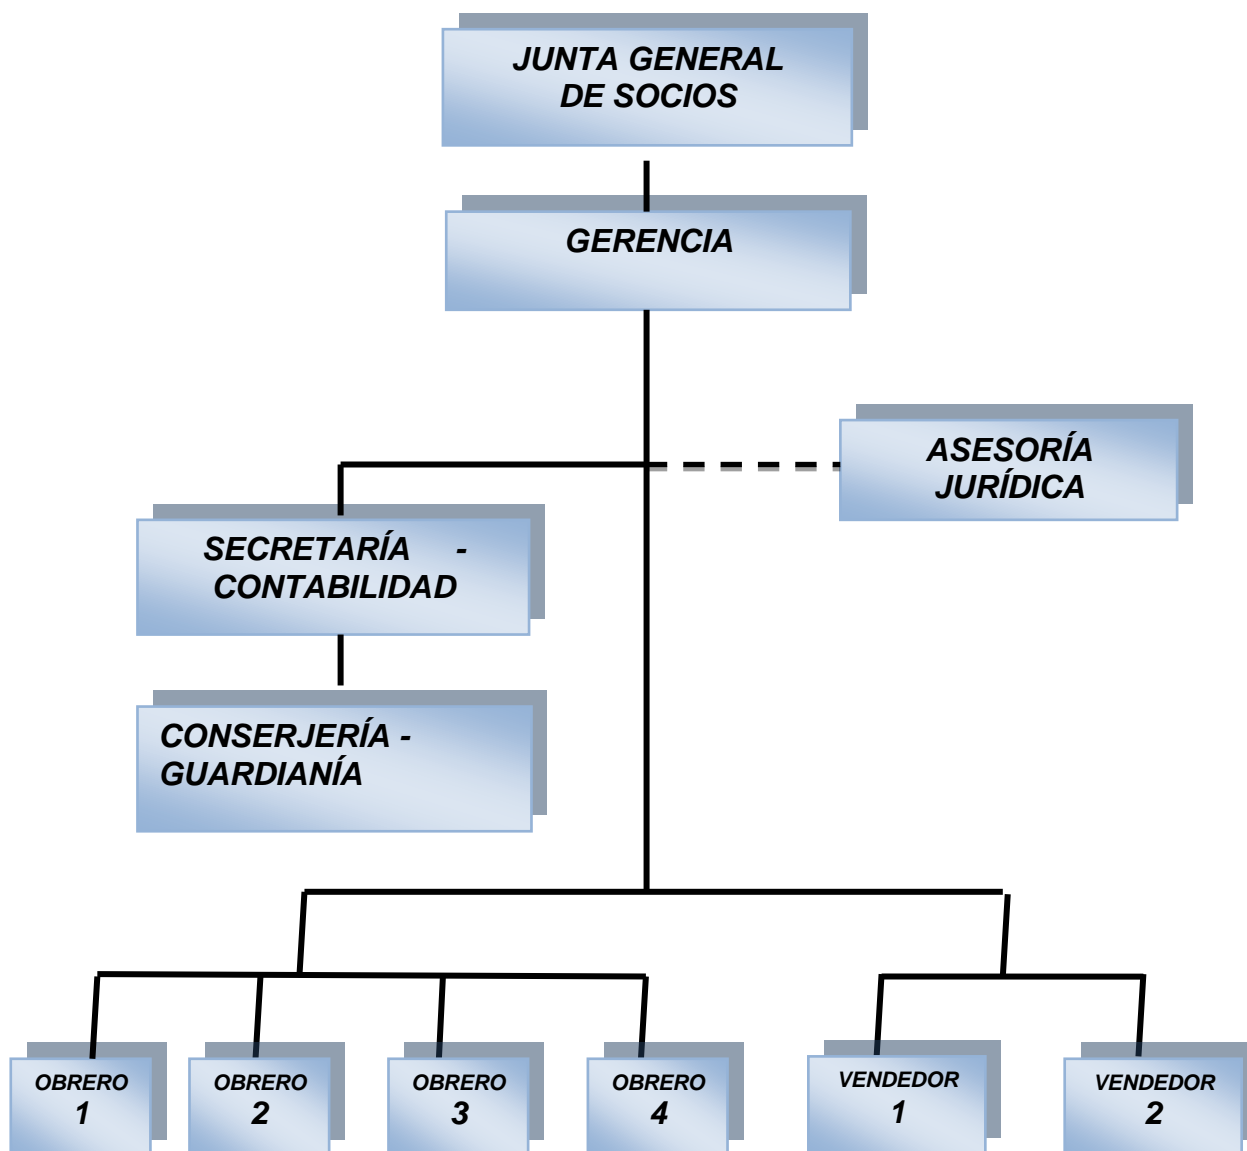 JUNTA GENERAL
DE SOCIOS
GERENCIA
ASESORÍA
JURÍDICA
SECRETARÍA -
CONTABILIDAD
CONSERJERÍA -
GUARDIANÍA
OBRERO
1
OBRERO
2
OBRERO
3
OBRERO
4
VENDEDOR
1
VENDEDOR
2